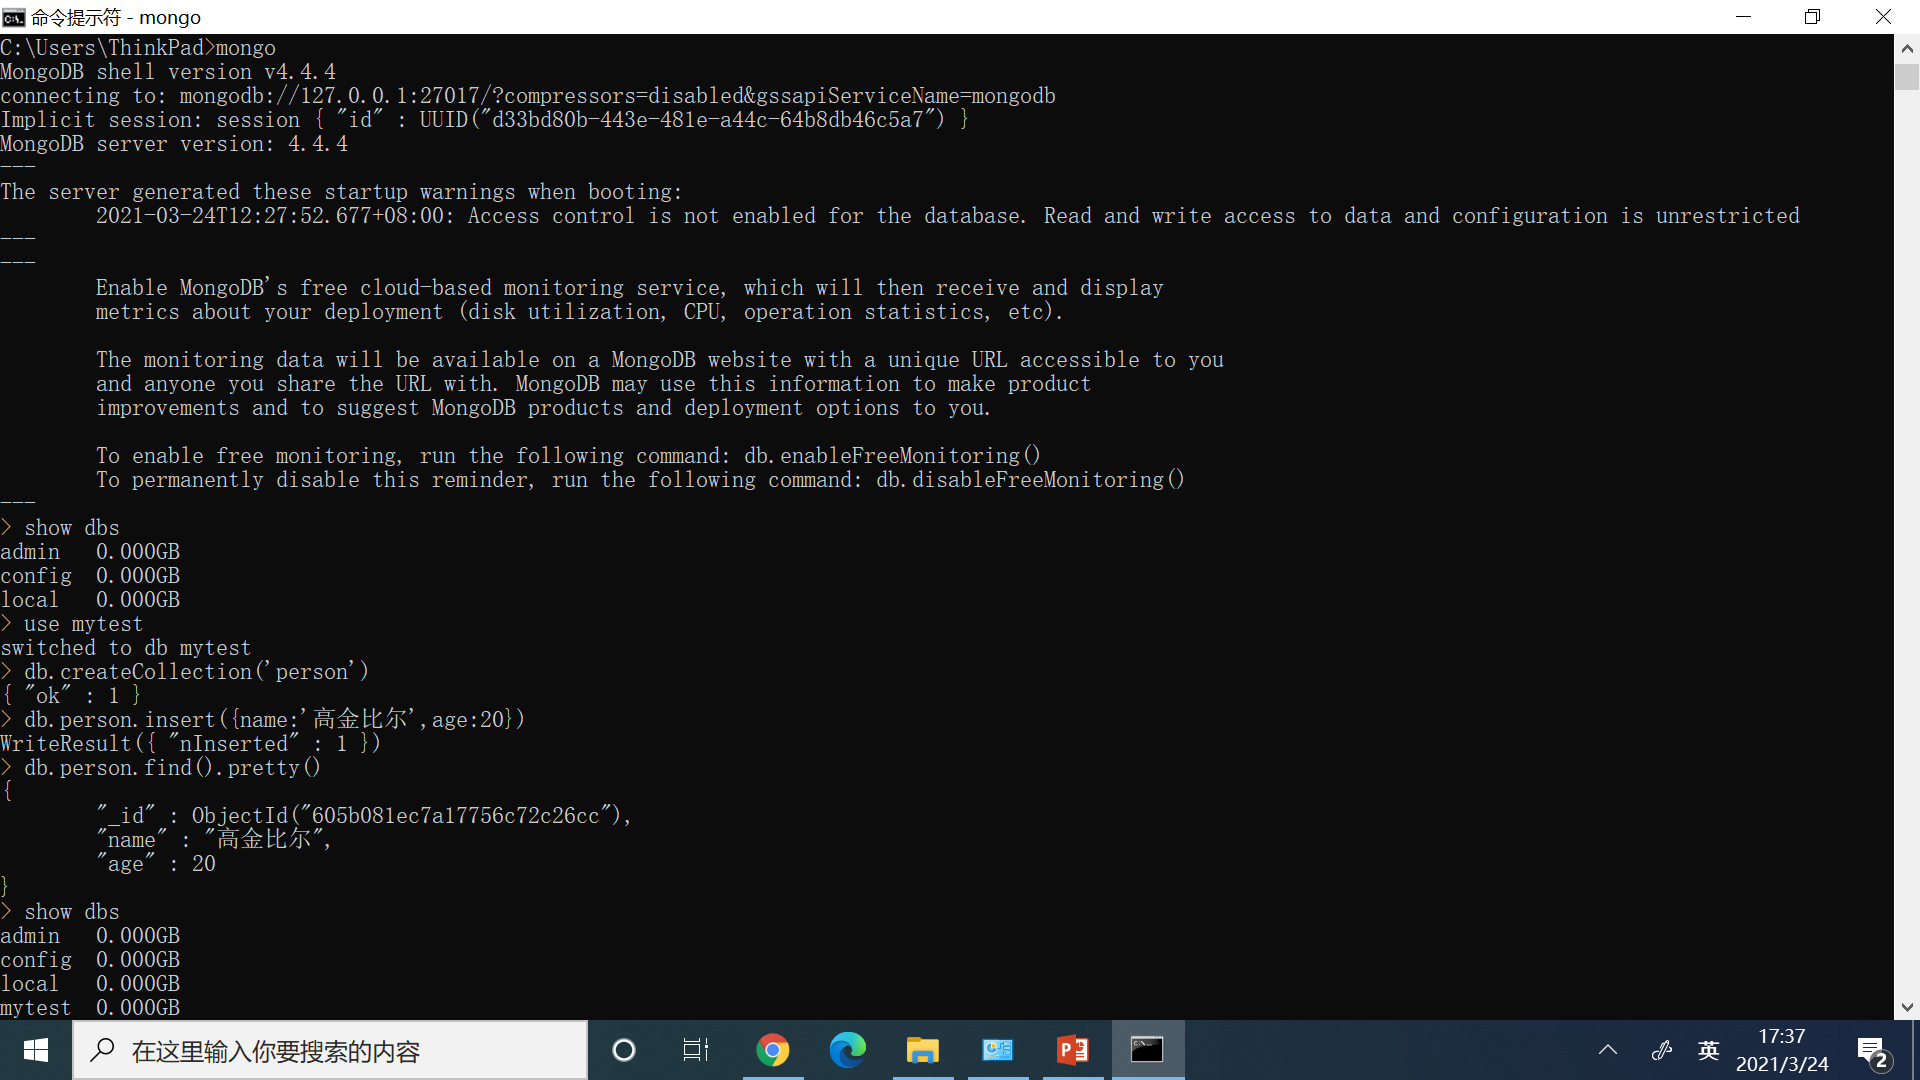 命令提示符 - mongo
C:\Users\ThinkPad>mongo
MongoDB shell version v4.4.4
connecting to: mongodb://127.0.0.1:27017/?compressors=disabled&gssapiServiceName=mongodb
Implicit session: session { "id" : UUID("d33bd80b-443e-481e-a44c-64b8db46c5a7") }
MongoDB server version: 4.4.4
---
The server generated these startup warnings when booting:
        2021-03-24T12:27:52.677+08:00: Access control is not enabled for the database. Read and write access to data and configuration is unrestricted
---
---
        Enable MongoDB's free cloud-based monitoring service, which will then receive and display
        metrics about your deployment (disk utilization, CPU, operation statistics, etc).
        The monitoring data will be available on a MongoDB website with a unique URL accessible to you
        and anyone you share the URL with. MongoDB may use this information to make product
        improvements and to suggest MongoDB products and deployment options to you.
        To enable free monitoring, run the following command: db.enableFreeMonitoring()
        To permanently disable this reminder, run the following command: db.disableFreeMonitoring()
---
> show dbs
admin   0.000GB
config  0.000GB
local   0.000GB
> use mytest
switched to db mytest
> db.createCollection('person')
{ "ok" : 1 }
> db.person.insert({name:'高金比尔',age:20})
WriteResult({ "nInserted" : 1 })
> db.person.find().pretty()
{
        "_id" : ObjectId("605b081ec7a17756c72c26cc"),
        "name" : "高金比尔",
        "age" : 20
}
> show dbs
admin   0.000GB
config  0.000GB
local   0.000GB
mytest  0.000GB
在这里输入你要搜索的内容
英
17:37
2021/3/24
2